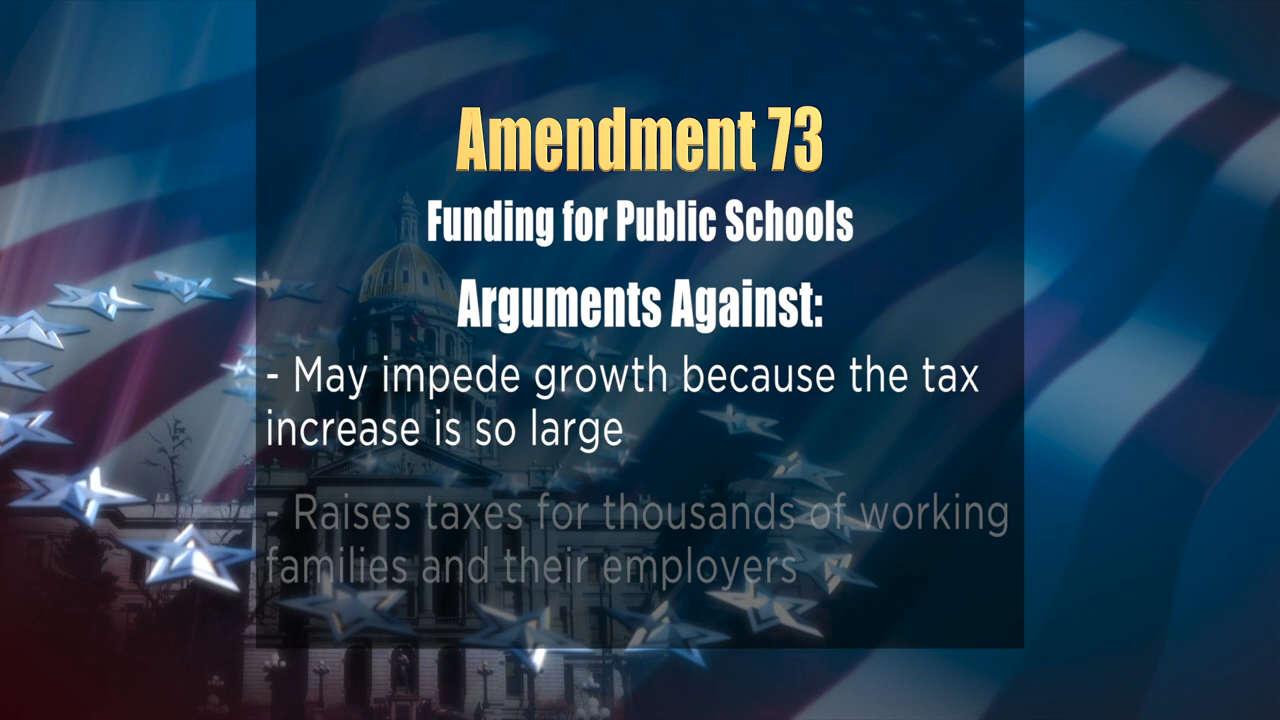 Amendment 73
Funding for Public Schools
Arguments Against:
- May impede growth because the tax
increase is so large
- Raises taxes for thousands of working
families and their employers